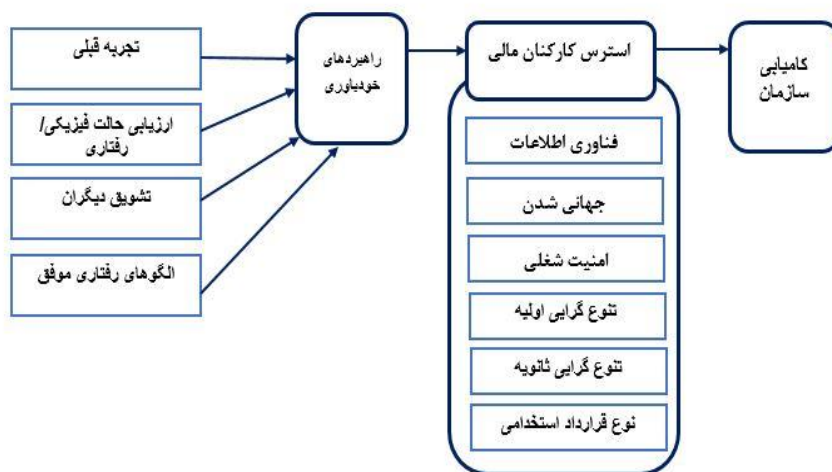 تجربه قبلی
ارزیابی حالت فیزیکی/
رفتاری
تشویق دیگران
الگوهای رفتاری موفق
راهبردهای
خودباوری
استرس کارکنان مالی
فناوری اطلاعات
جهانی شدن
امنیت شغلی
تنوع گرایی اولیه
تنوع گرایی ثانویه
نوع قرارداد استخدامی
کامیابی
سازمان